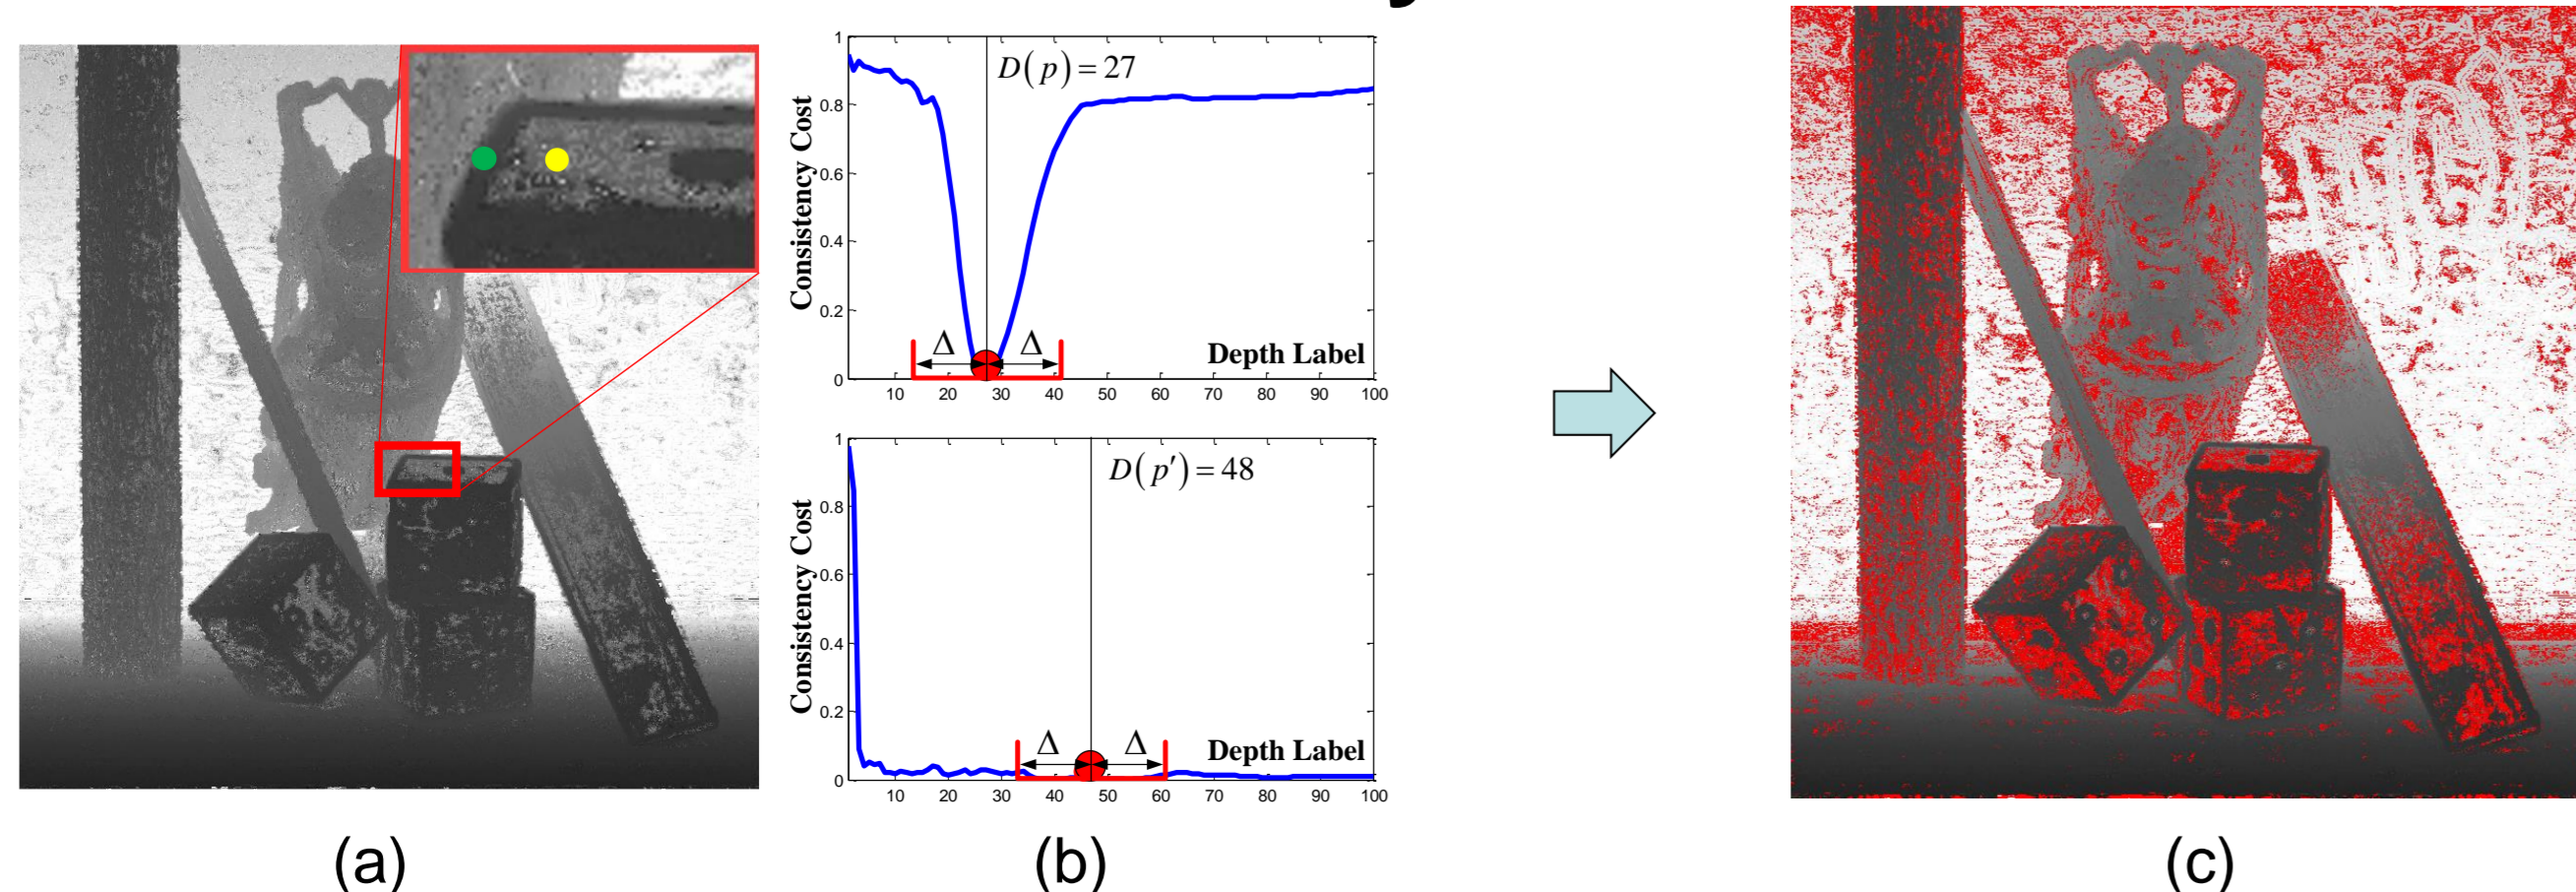 1
0.8
0.6
0.4
0.2
0
Consistency Cost
D(p) = 27
Δ Δ
Depth Label
10 20 30 40 50 60 70 80 90 100
1
0.8
0.6
0.4
0.2
0
Consistency Cost
D(p′) = 48
Δ Δ
Depth Label
10 20 30 40 50 60 70 80 90 100
(a) (b) (c)